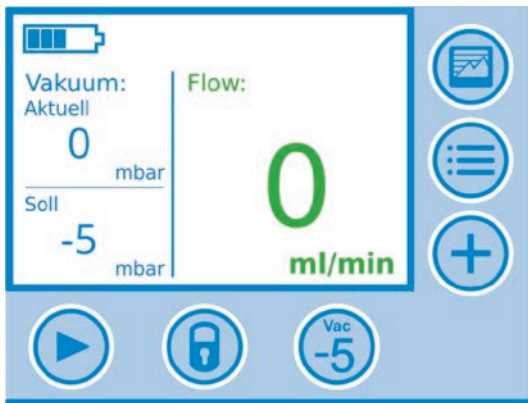 Vakuum:
Aktuell
0
mbar
Soll
-5
mbar
Flow:
0
ml/min
Vac
-5